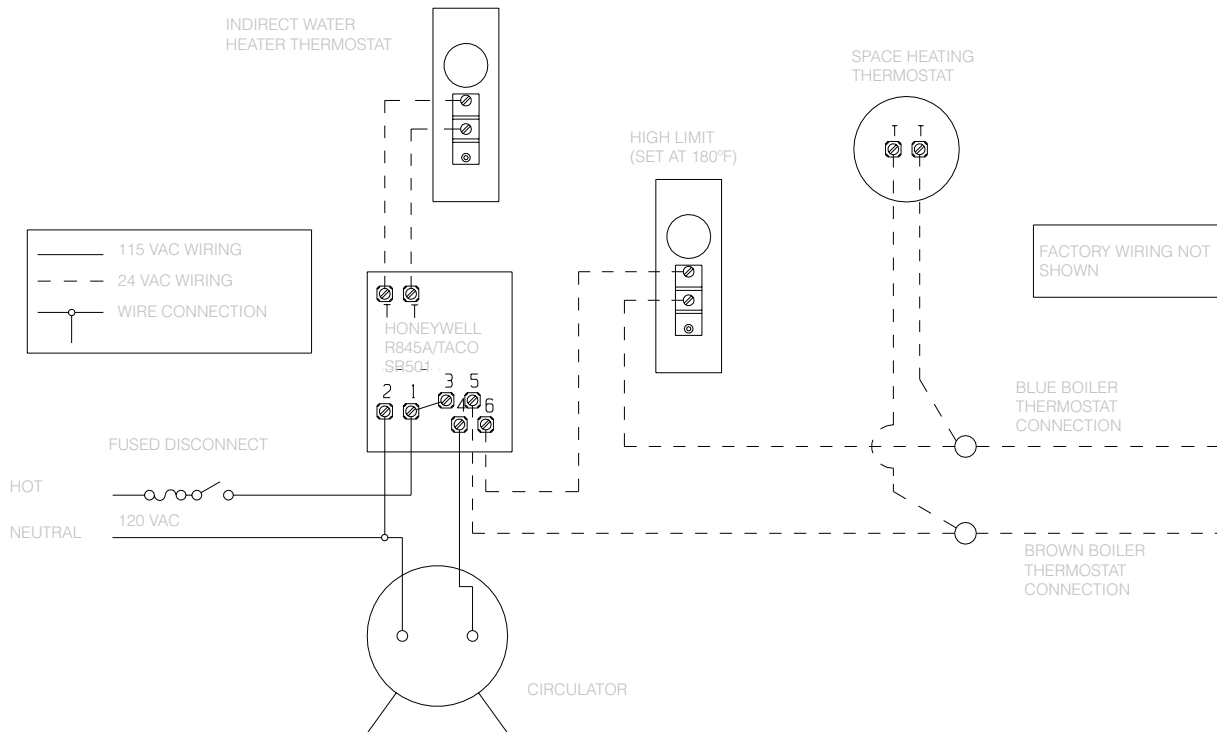 INDIRECT WATER
HEATER THERMOSTAT
SPACE HEATING
THERMOSTAT
T T
HIGH LIMIT
(SET AT 180°F)
115 VAC WIRING
24 VAC WIRING
WIRE CONNECTION
FACTORY WIRING NOT
SHOWN
T T
HONEYWELL
R845A/TACO
SR501
2 1 3 5
4 6
BLUE BOILER
THERMOSTAT
CONNECTION
FUSED DISCONNECT
HOT
120 VAC
NEUTRAL
BROWN BOILER
THERMOSTAT
CONNECTION
CIRCULATOR